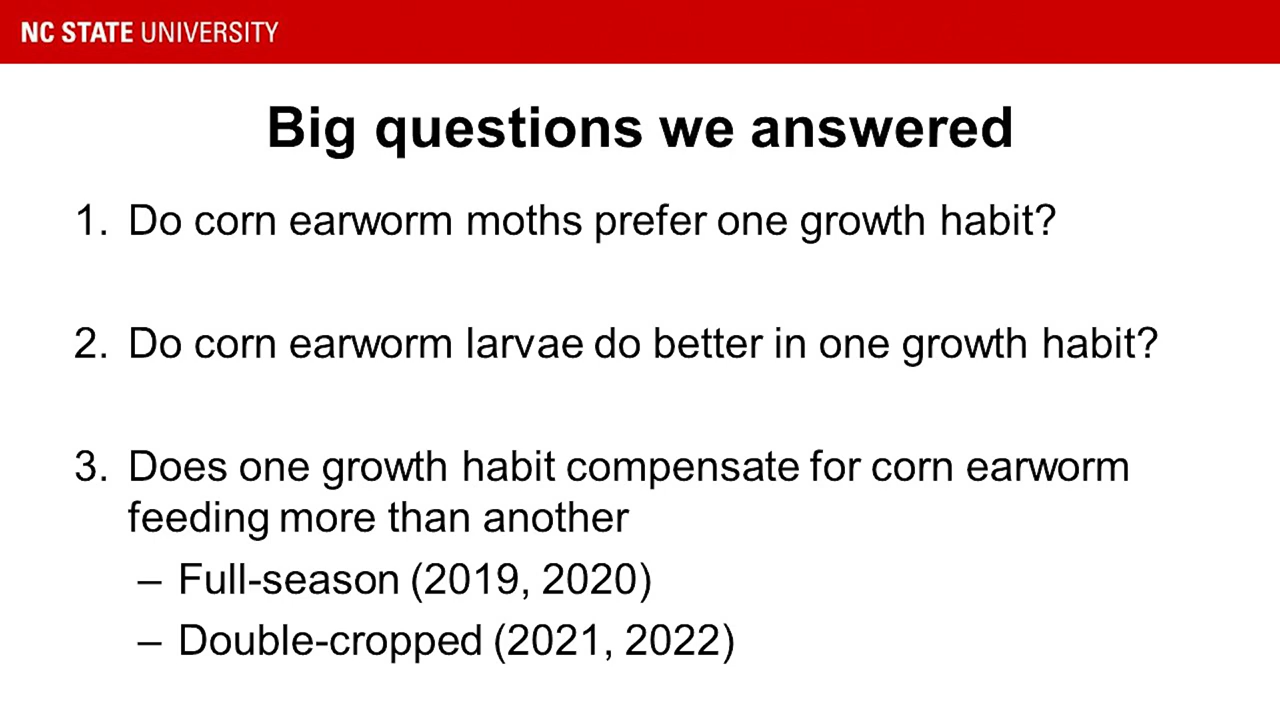 NC STATE UNIVERSITY
Big questions we answered
1. Do corn earworm moths prefer one growth habit?
2. Do corn earworm larvae do better in one growth habit?
3. Does one growth habit compensate for corn earworm
feeding more than another
– Full-season (2019, 2020)
– Double-cropped (2021, 2022)